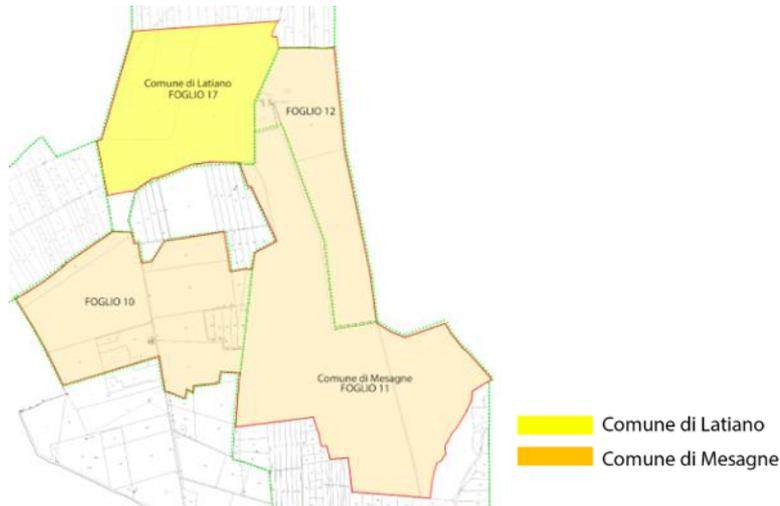 Comune di Latiano
FOGLIO 17
FOGLIO 12
FOGLIO 10
Comune di Mesagne
FOGLIO 11
Comune di Latiano
Comune di Mesagne